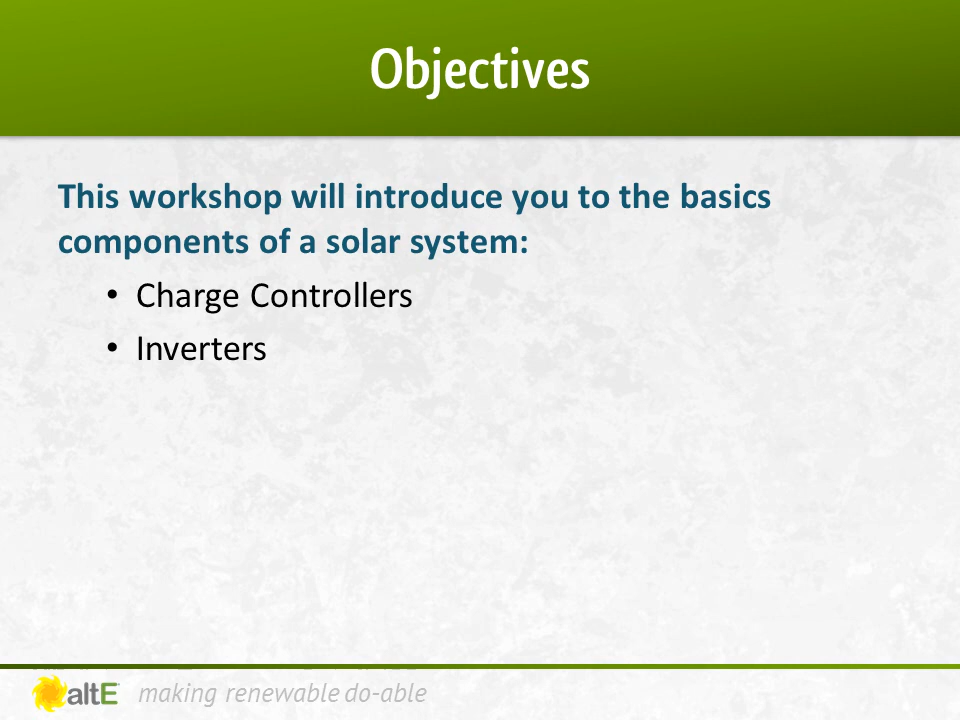 Objectives
This workshop will introduce you to the basics
components of a solar system:
• Charge Controllers
• Inverters
altE making renewable do-able